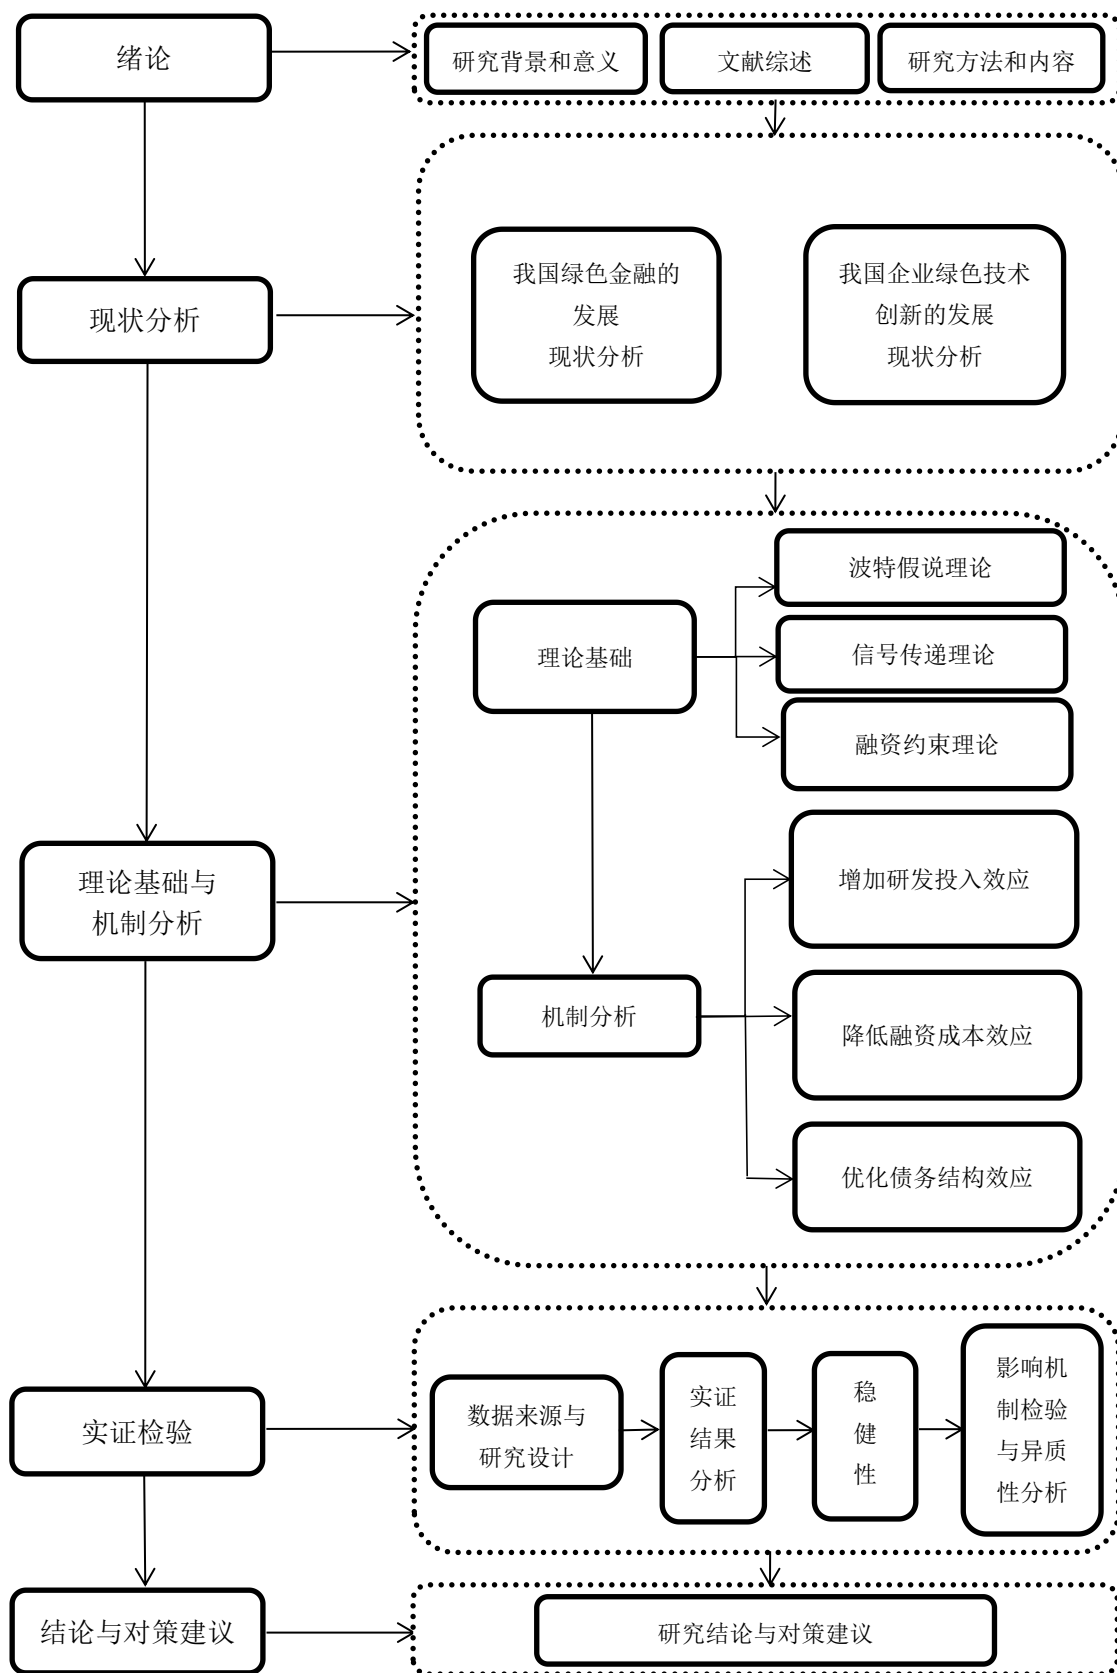 绪论
研究背景和意义
文献综述
研究方法和内容
现状分析
我国绿色金融的
发展
现状分析
我国企业绿色技术
创新的发展
现状分析
理论基础与
机制分析
理论基础
波特假说理论
信号传递理论
融资约束理论
机制分析
增加研发投入效应
降低融资成本效应
优化债务结构效应
实证检验
数据来源与
研究设计
实证
结果
分析
稳
健
性
影响机
制检验
与异质
性分析
结论与对策建议
研究结论与对策建议